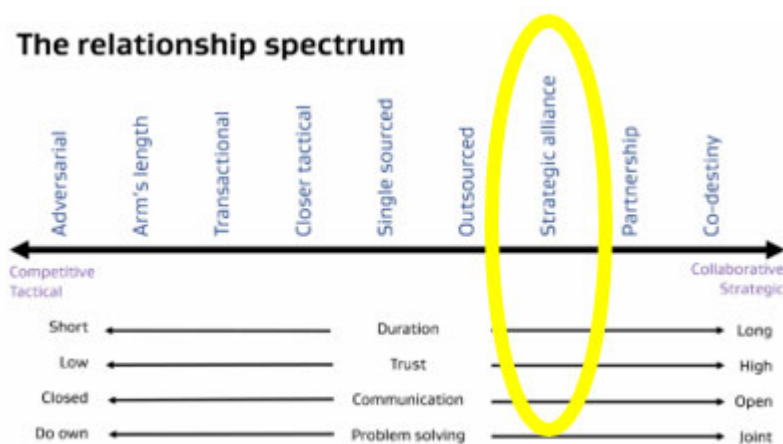 The relationship spectrum
Adversarial
Arm's length
Transactional
Closer tactical
Single sourced
Outsourced
Strategic alliance
Partnership
Co-destiny
Competitive
Tactical
Collaborative
Strategic
Short Duration Long
Low Trust High
Closed Communication Open
Do own Problem solving Joint